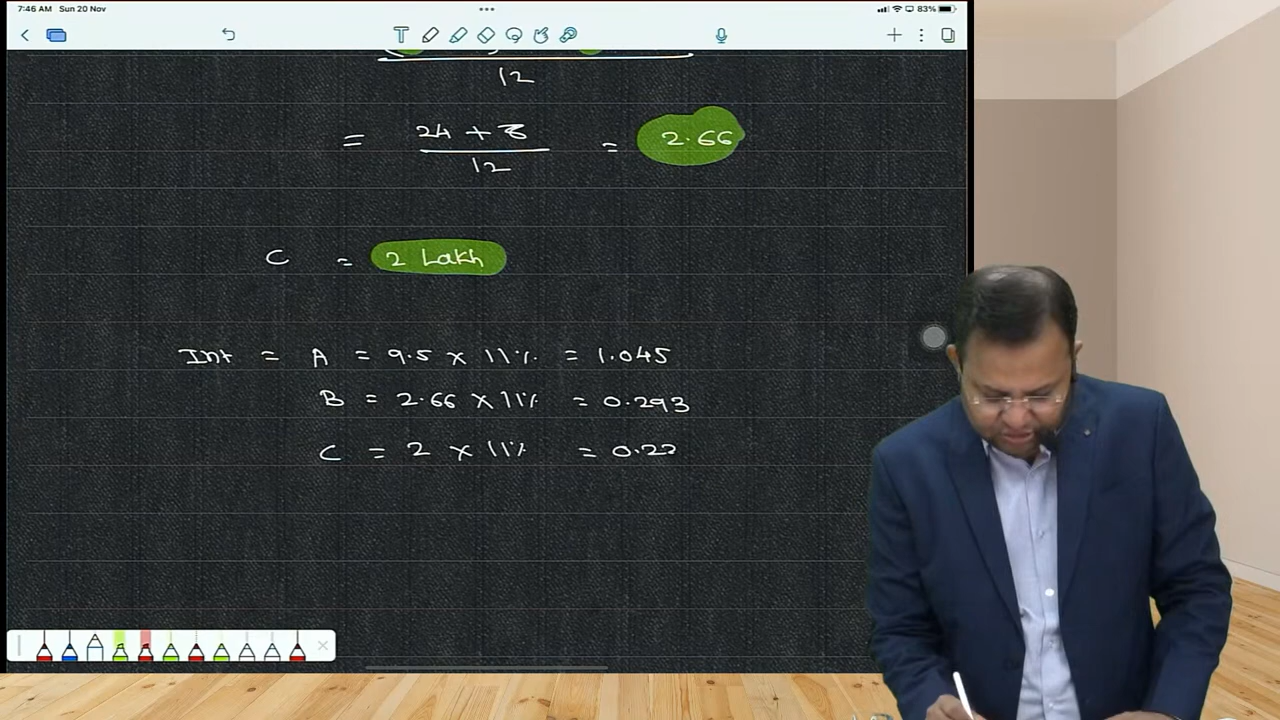 7:46 AM Sun 20 Nov
83%
12
= 24 + 8 / 12 = 2.66
C = 2 Lakh
Int = A = 9.5 × 11% = 1.045
B = 2.66 × 11% = 0.293
C = 2 × 11% = 0.22